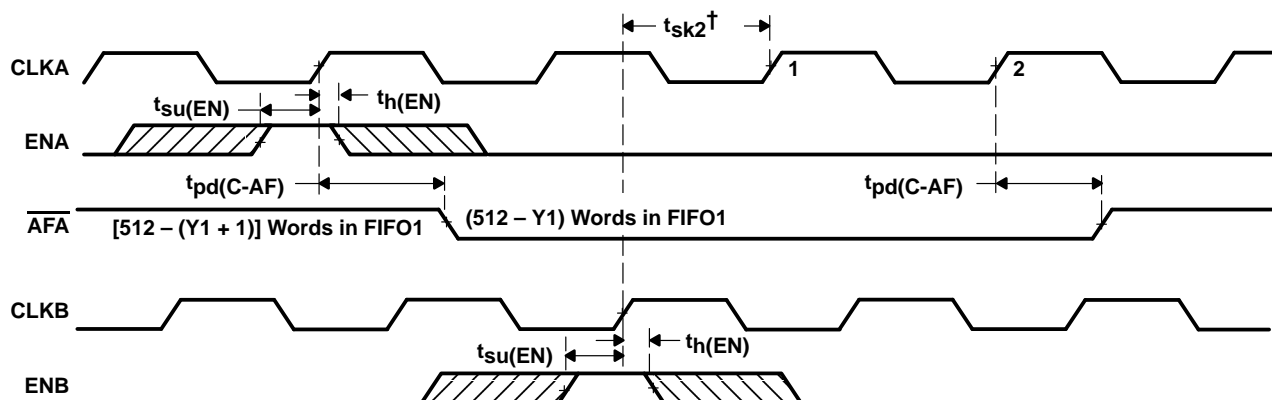 tsk2†
CLKA
1
2
tsu(EN)
th(EN)
ENA
tpd(C-AF)
tpd(C-AF)
AFA
[512 – (Y1 + 1)] Words in FIFO1
(512 – Y1) Words in FIFO1
CLKB
tsu(EN)
th(EN)
ENB